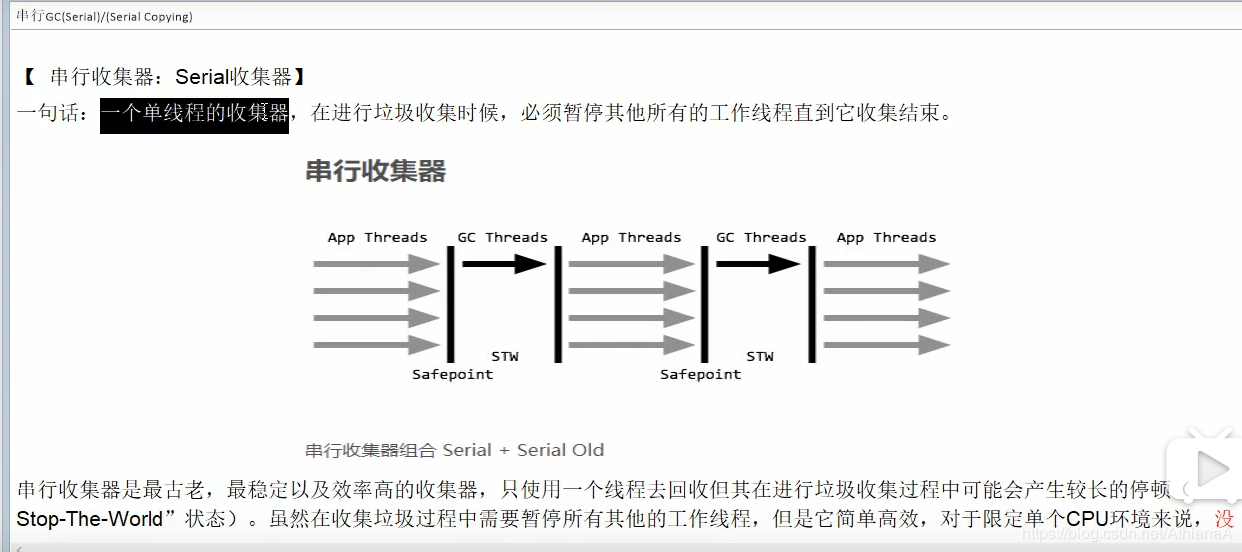 串行GC(Serial)/(Serial Copying)
【 串行收集器：Serial收集器】
一句话：一个单线程的收集器，在进行垃圾收集时候，必须暂停其他所有的工作线程直到它收集结束。
串行收集器
App Threads GC Threads App Threads GC Threads App Threads
STW STW
Safepoint Safepoint
串行收集器组合 Serial + Serial Old
串行收集器是最古老，最稳定以及效率高的收集器，只使用一个线程去回收但其在进行垃圾收集过程中可能会产生较长的停顿（
Stop-The-World”状态）。虽然在收集垃圾过程中需要暂停所有其他的工作线程，但是它简单高效，对于限定单个CPU环境来说，没
https://blog.csdn.net/AthlenaA